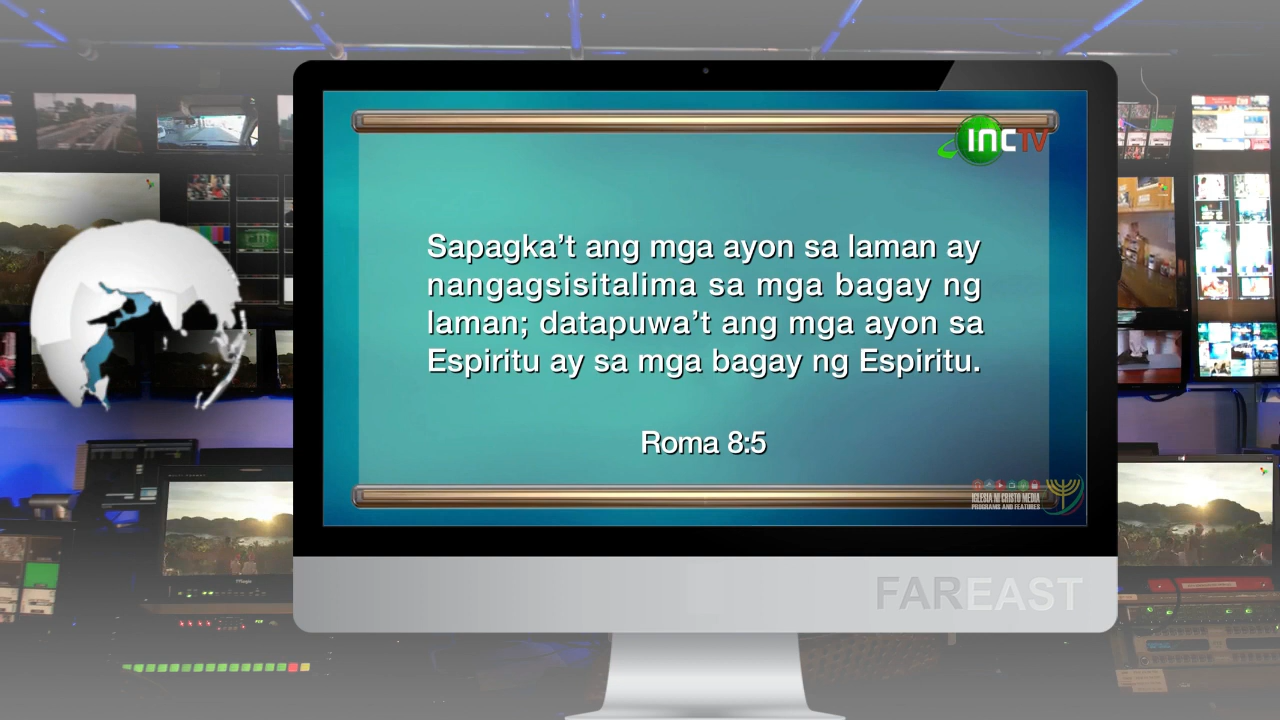 INCTV
Sapagka't ang mga ayon sa laman ay
nangagsisitalima sa mga bagay ng
laman; datapuwa't ang mga ayon sa
Espiritu ay sa mga bagay ng Espiritu.
Roma 8:5
IGLESIA NI CRISTO MEDIA
PROGRAMS AND FEATURES
FAREAST